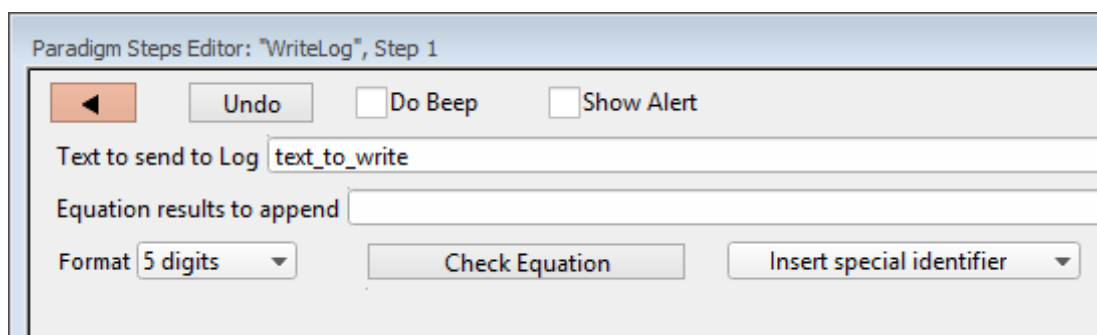 Paradigm Steps Editor: "WriteLog", Step 1
Undo Do Beep Show Alert
Text to send to Log text_to_write
Equation results to append
Format 5 digits Check Equation Insert special identifier